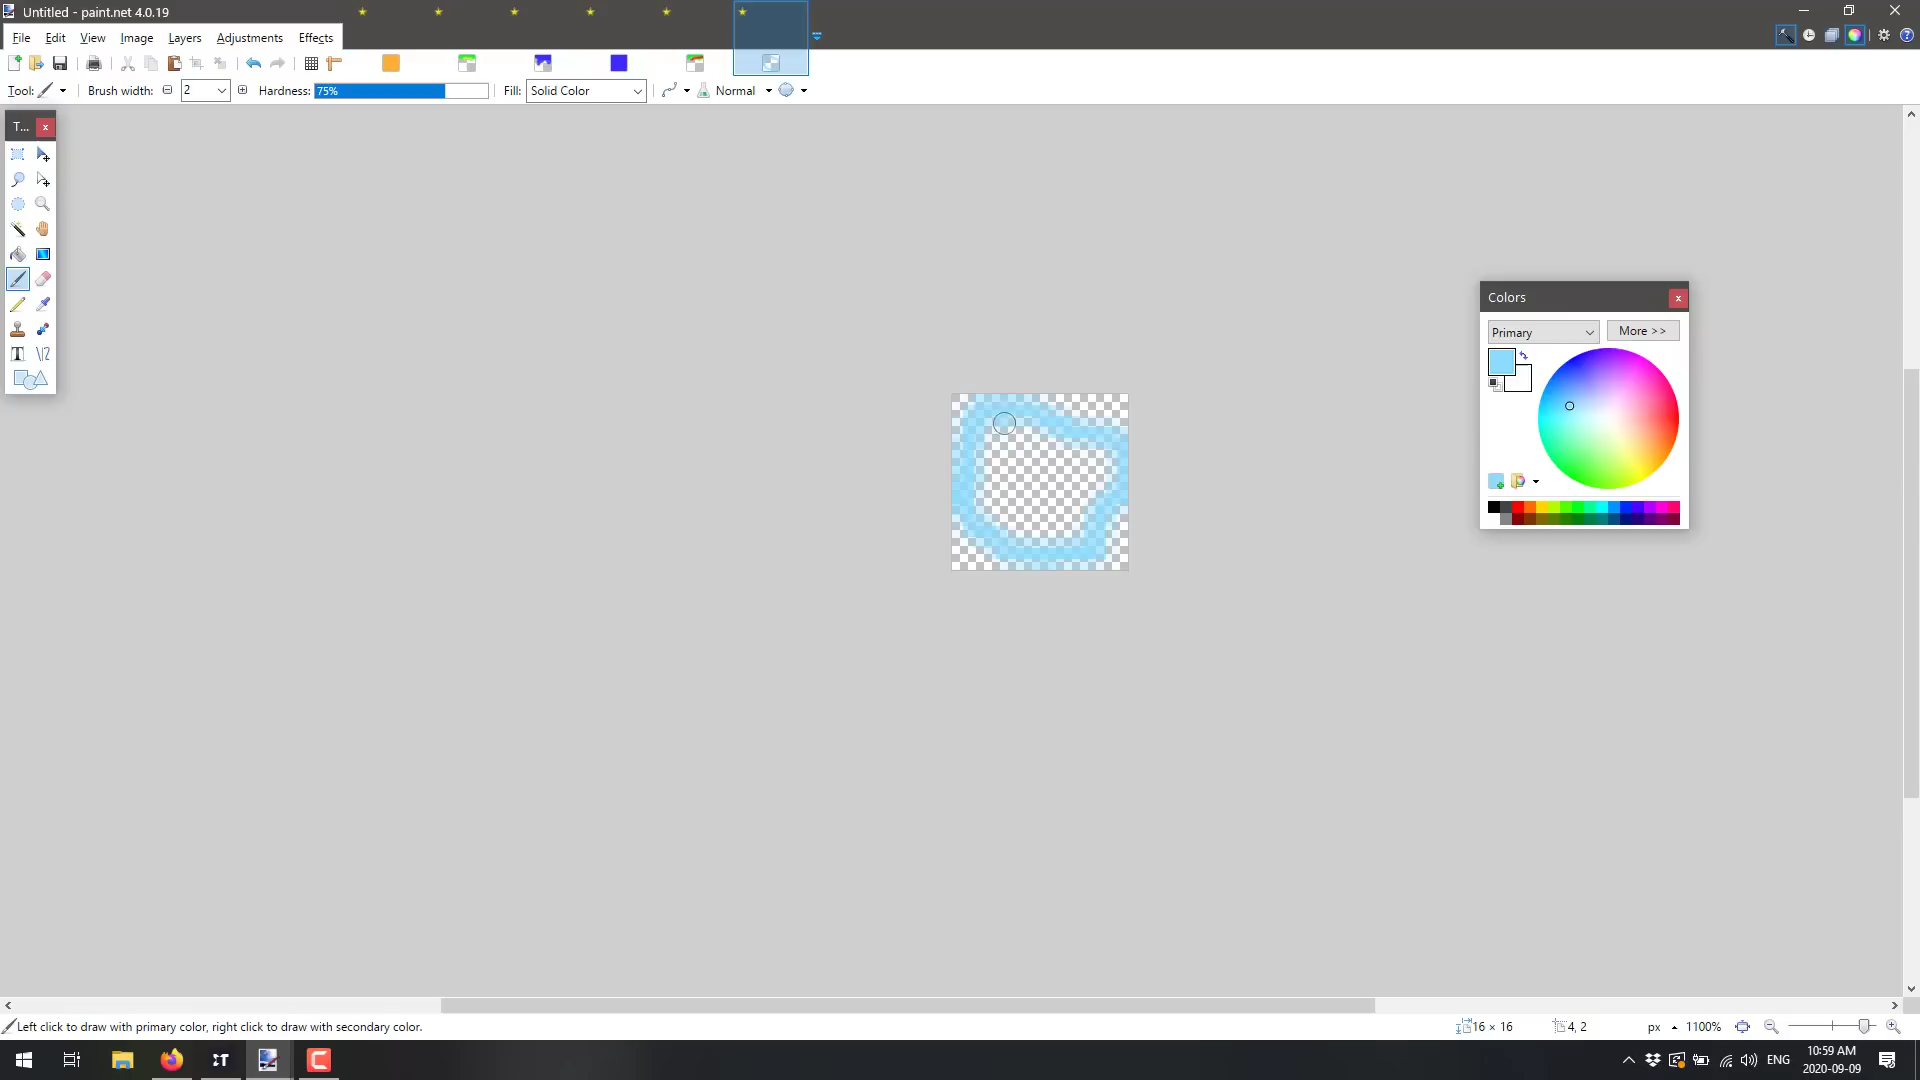 Untitled - paint.net 4.0.19
File Edit View Image Layers Adjustments Effects
Tool: Brush width: 2 Hardness: 75% Fill: Solid Color Normal
T...
Colors
Primary More >>
Left click to draw with primary color, right click to draw with secondary color.
16 × 16 4, 2 px 1100%
ENG 10:59 AM
2020-09-09